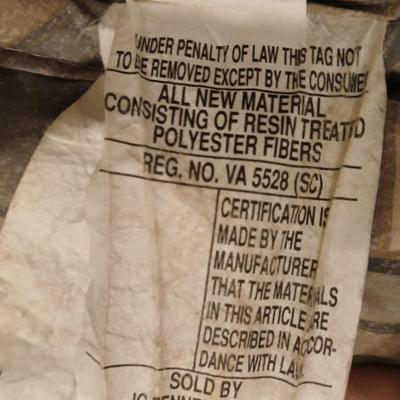 UNDER PENALTY OF LAW THIS TAG NOT
TO BE REMOVED EXCEPT BY THE CONSUMER
ALL NEW MATERIAL
CONSISTING OF RESIN TREATED
POLYESTER FIBERS
REG. NO. VA 5528 (SC)
CERTIFICATION IS
MADE BY THE
MANUFACTURER
THAT THE MATERIALS
IN THIS ARTICLE ARE
DESCRIBED IN ACCOR-
DANCE WITH LAW.
SOLD BY